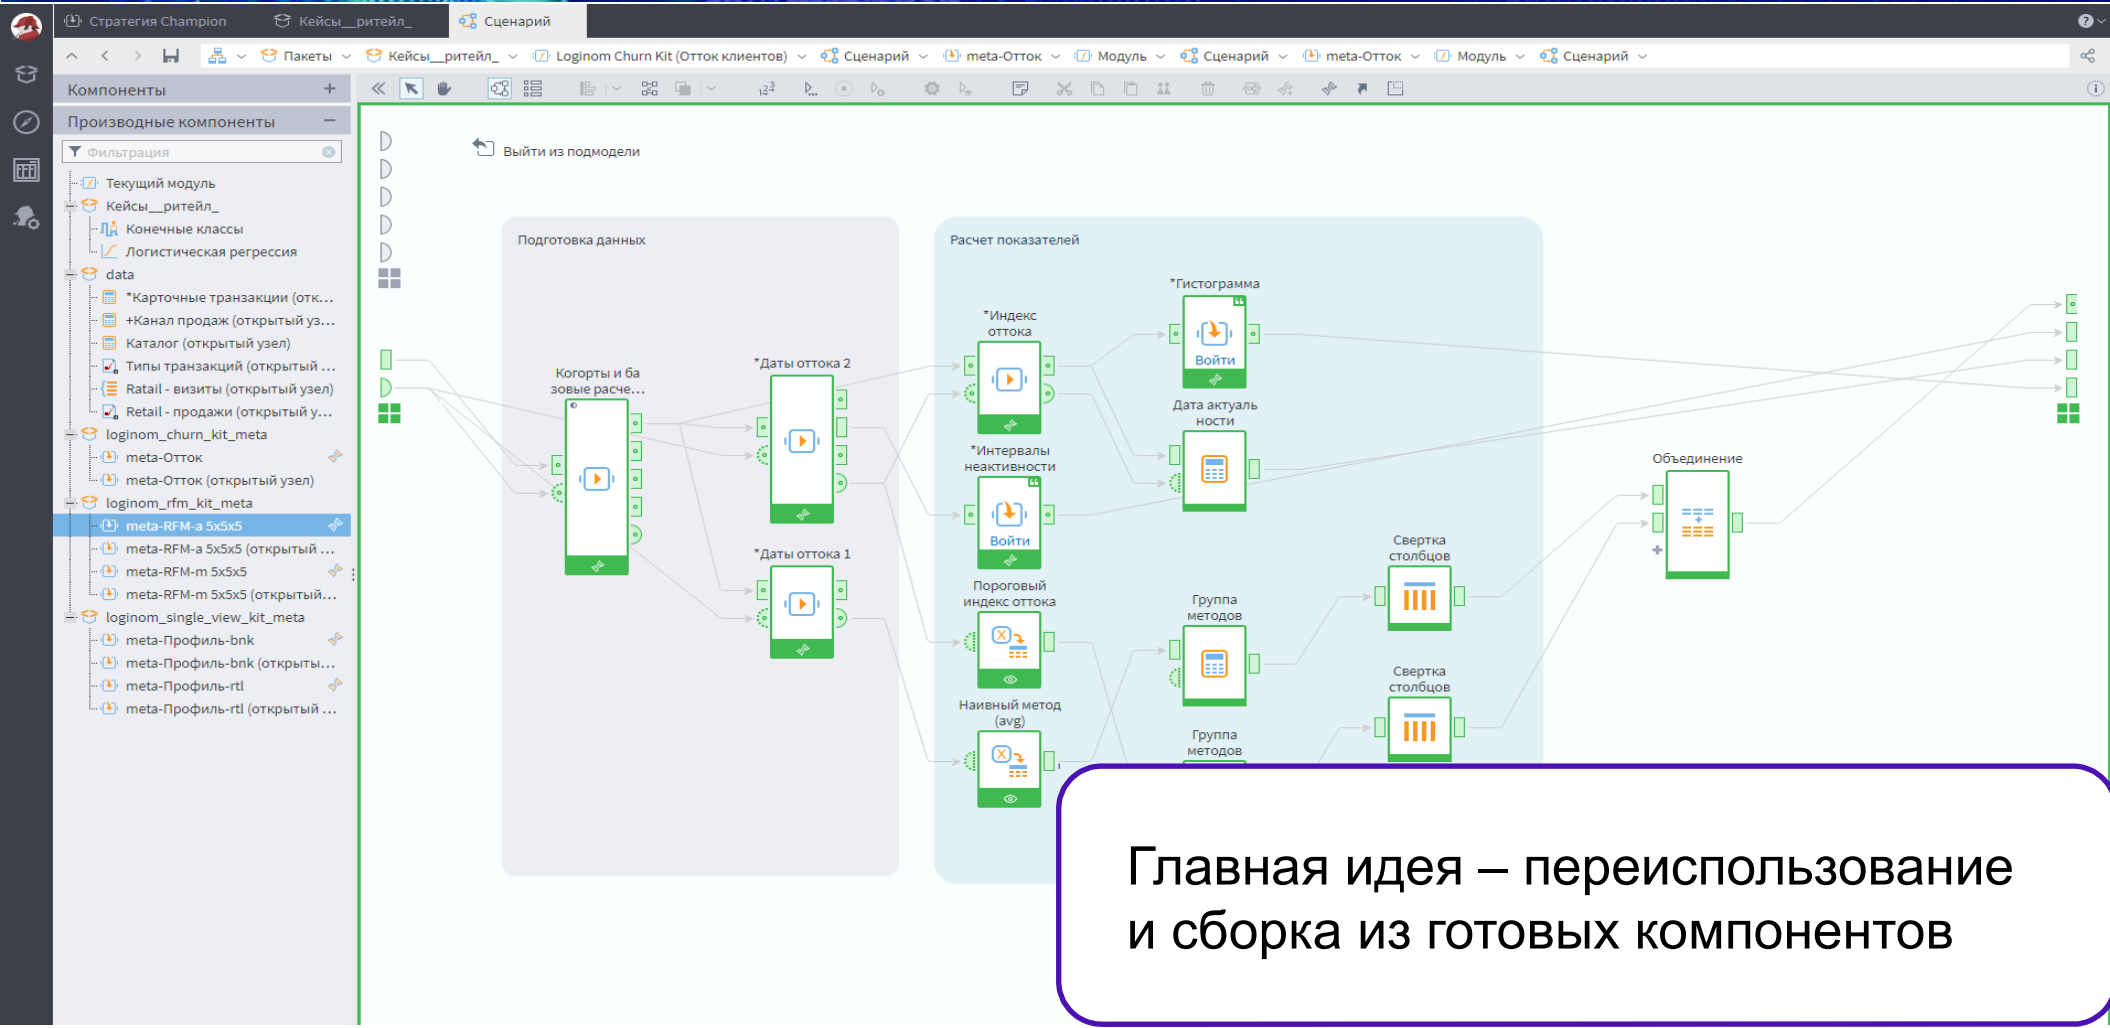 Стратегия Champion
Кейсы__ритейл_
Сценарий
Пакеты
Кейсы__ритейл_
Loginom Churn Kit (Отток клиентов)
Сценарий
meta-Отток
Модуль
Сценарий
meta-Отток
Модуль
Сценарий
Компоненты
Производные компоненты
Фильтрация
Текущий модуль
Кейсы__ритейл_
Конечные классы
Логистическая регрессия
data
*Карточные транзакции (отк...
+Канал продаж (открытый уз...
Каталог (открытый узел)
Типы транзакций (открытый ...
Ratail - визиты (открытый узел)
Retail - продажи (открытый у...
loginom_churn_kit_meta
meta-Отток
meta-Отток (открытый узел)
loginom_rfm_kit_meta
meta-RFM-a 5x5x5
meta-RFM-a 5x5x5 (открытый ...
meta-RFM-m 5x5x5
meta-RFM-m 5x5x5 (открытый...
loginom_single_view_kit_meta
meta-Профиль-bnk
meta-Профиль-bnk (открыты...
meta-Профиль-rtl
meta-Профиль-rtl (открытый ...
Выйти из подмодели
Подготовка данных
Когорты и ба
зовые расче...
*Даты оттока 2
*Даты оттока 1
Расчет показателей
*Индекс
оттока
*Гистограмма
Войти
Дата актуаль
ности
*Интервалы
неактивности
Войти
Пороговый
индекс оттока
Наивный метод
(avg)
Группа
методов
Группа
методов
Свертка
столбцов
Свертка
столбцов
Объединение
Главная идея – переиспользование
и сборка из готовых компонентов